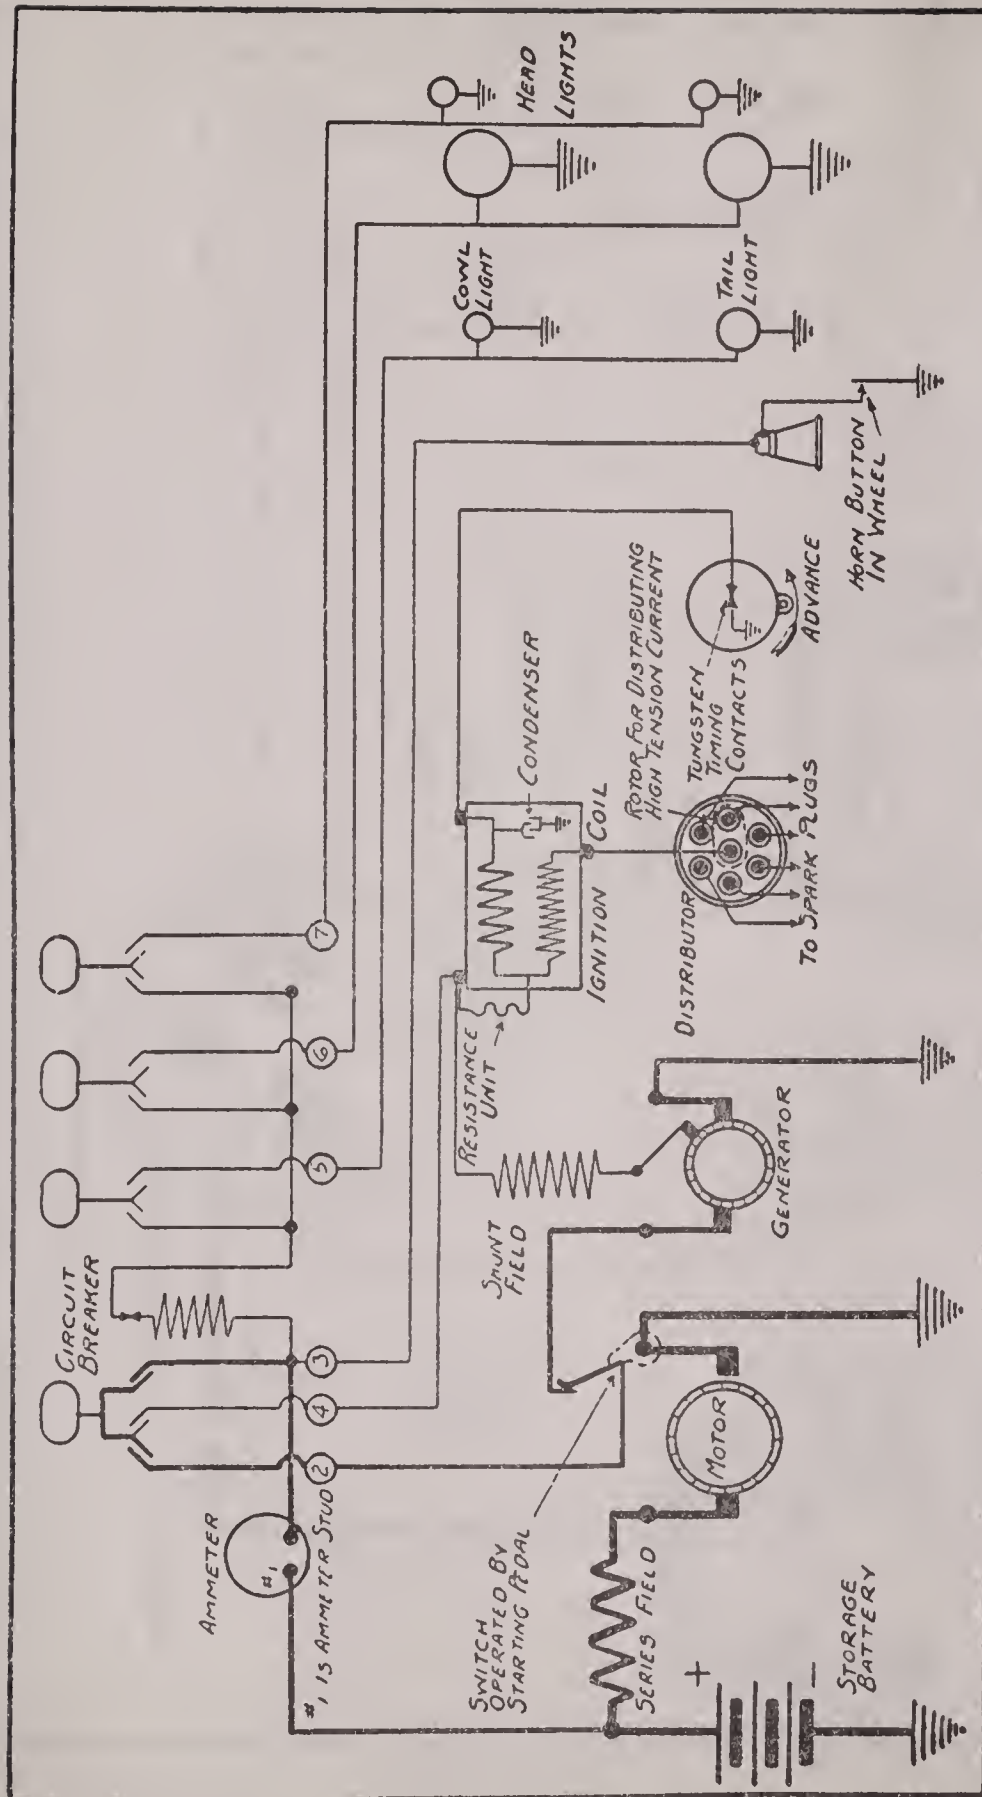 AMMETER
#1
#1 IS AMMETER STUD
CIRCUIT
BREAKER
2
4
3
5
6
7
SWITCH
OPERATED BY
STARTING PEDAL
SERIES FIELD
+
-
STORAGE
BATTERY
MOTOR
SHUNT
FIELD
GENERATOR
RESISTANCE
UNIT
IGNITION COIL
CONDENSER
DISTRIBUTOR
ROTOR FOR DISTRIBUTING
HIGH TENSION CURRENT
TUNGSTEN
TIMING
CONTACTS
TO SPARK PLUGS
ADVANCE
HORN BUTTON
IN WHEEL
COWL
LIGHT
TAIL
LIGHT
HEAD
LIGHTS